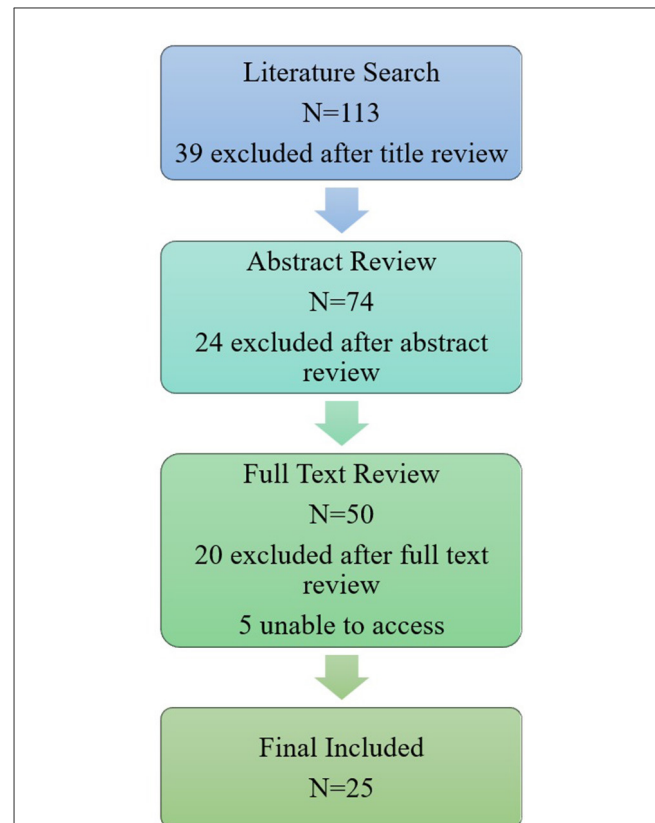 Literature Search
N=113
39 excluded after title review
Abstract Review
N=74
24 excluded after abstract
review
Full Text Review
N=50
20 excluded after full text
review
5 unable to access
Final Included
N=25